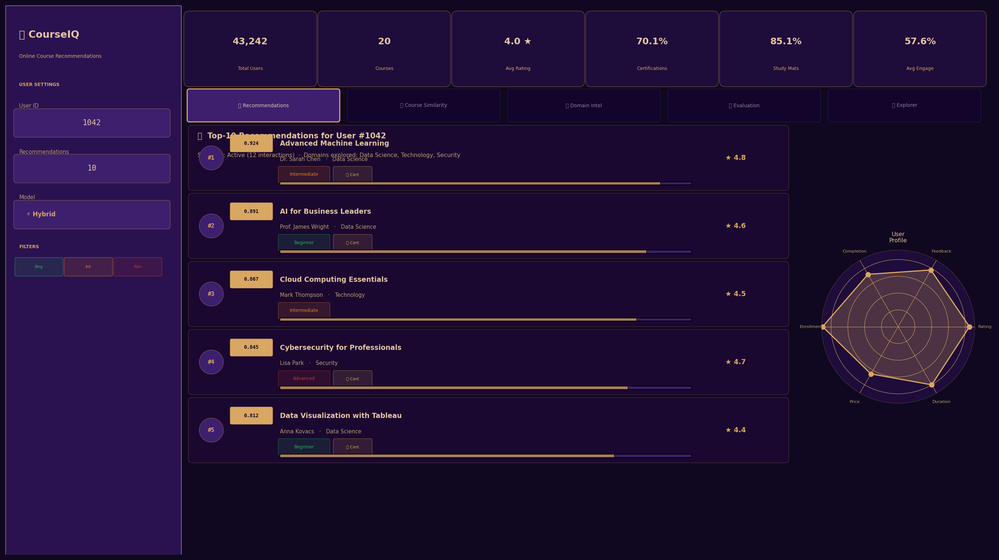 CourseIQ
Online Course Recommendations
USER SETTINGS
User ID
1042
Recommendations
10
Model
⚡ Hybrid
FILTERS
Beg Int Adv
43,242
Total Users
20
Courses
4.0 ★
Avg Rating
70.1%
Certifications
85.1%
Study Mats
57.6%
Avg Engage
Recommendations
Course Similarity
Domain Intel
Evaluation
Explorer
Top-10 Recommendations for User #1042
: Active (12 interactions) · Domains explored: Data Science, Technology, Security
#1
0.924
Advanced Machine Learning
Dr. Sarah Chen · Data Science
Intermediate
Cert
★ 4.8
#2
0.891
AI for Business Leaders
Prof. James Wright · Data Science
Beginner
Cert
★ 4.6
#3
0.867
Cloud Computing Essentials
Mark Thompson · Technology
Intermediate
★ 4.5
#4
0.845
Cybersecurity for Professionals
Lisa Park · Security
Advanced
Cert
★ 4.7
#5
0.812
Data Visualization with Tableau
Anna Kovacs · Data Science
Beginner
Cert
★ 4.4
User
Profile
Completion
Feedback
Enrollment
Rating
Price
Duration